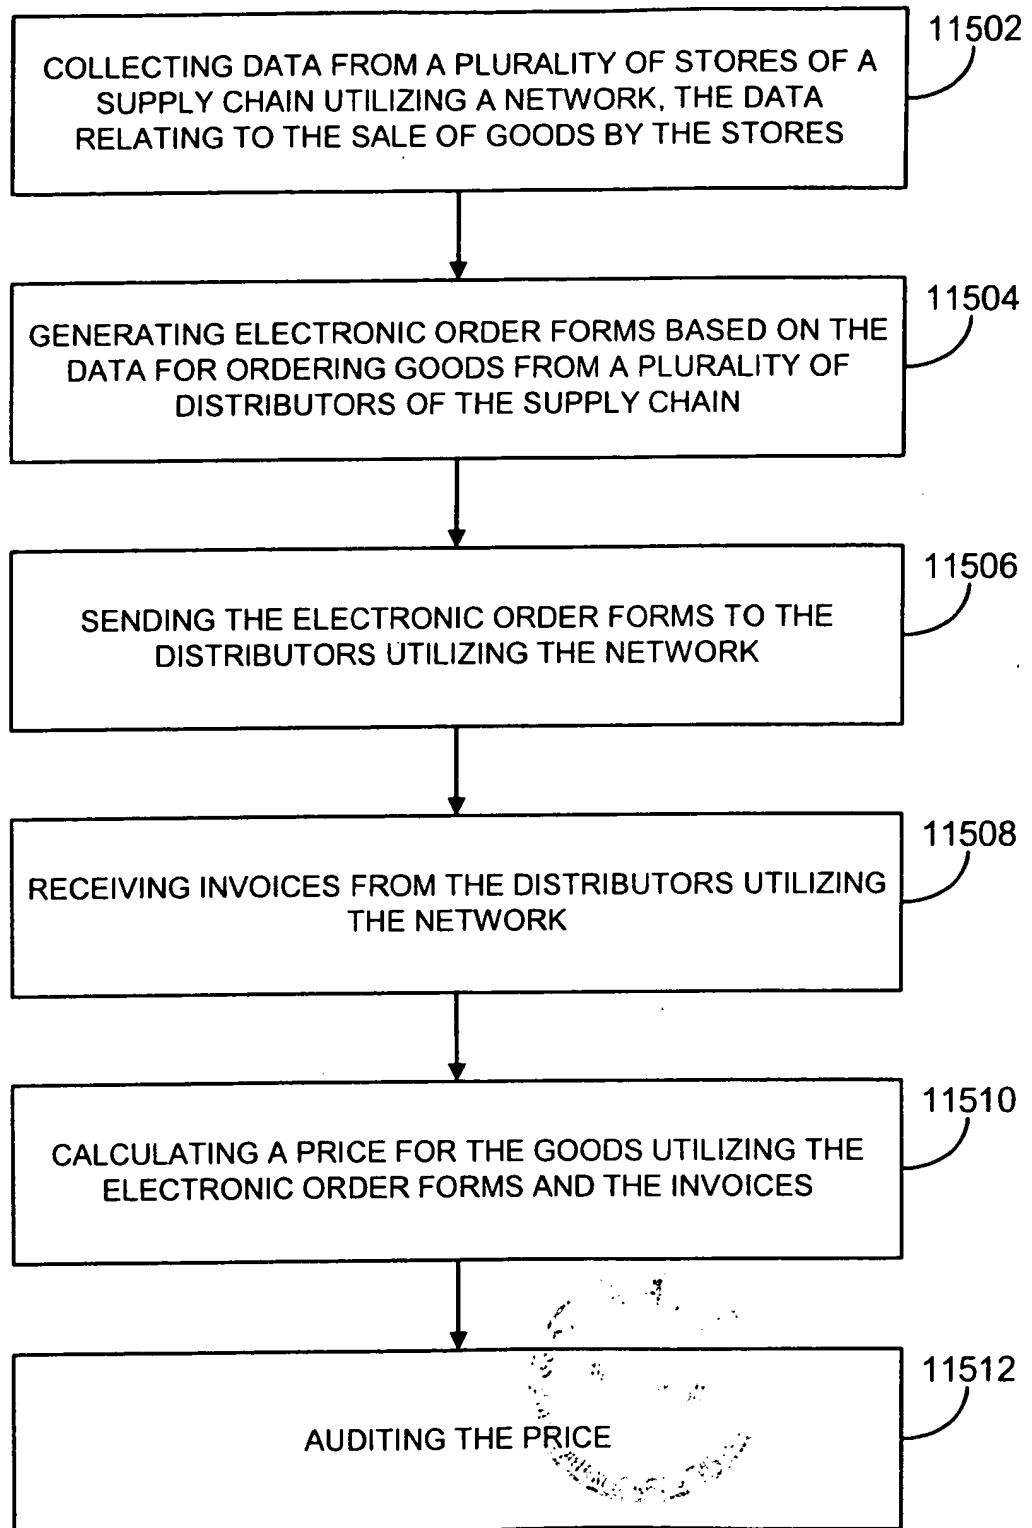 11502
COLLECTING DATA FROM A PLURALITY OF STORES OF A
SUPPLY CHAIN UTILIZING A NETWORK, THE DATA
RELATING TO THE SALE OF GOODS BY THE STORES
11504
GENERATING ELECTRONIC ORDER FORMS BASED ON THE
DATA FOR ORDERING GOODS FROM A PLURALITY OF
DISTRIBUTORS OF THE SUPPLY CHAIN
11506
SENDING THE ELECTRONIC ORDER FORMS TO THE
DISTRIBUTORS UTILIZING THE NETWORK
11508
RECEIVING INVOICES FROM THE DISTRIBUTORS UTILIZING
THE NETWORK
11510
CALCULATING A PRICE FOR THE GOODS UTILIZING THE
ELECTRONIC ORDER FORMS AND THE INVOICES
11512
AUDITING THE PRICE